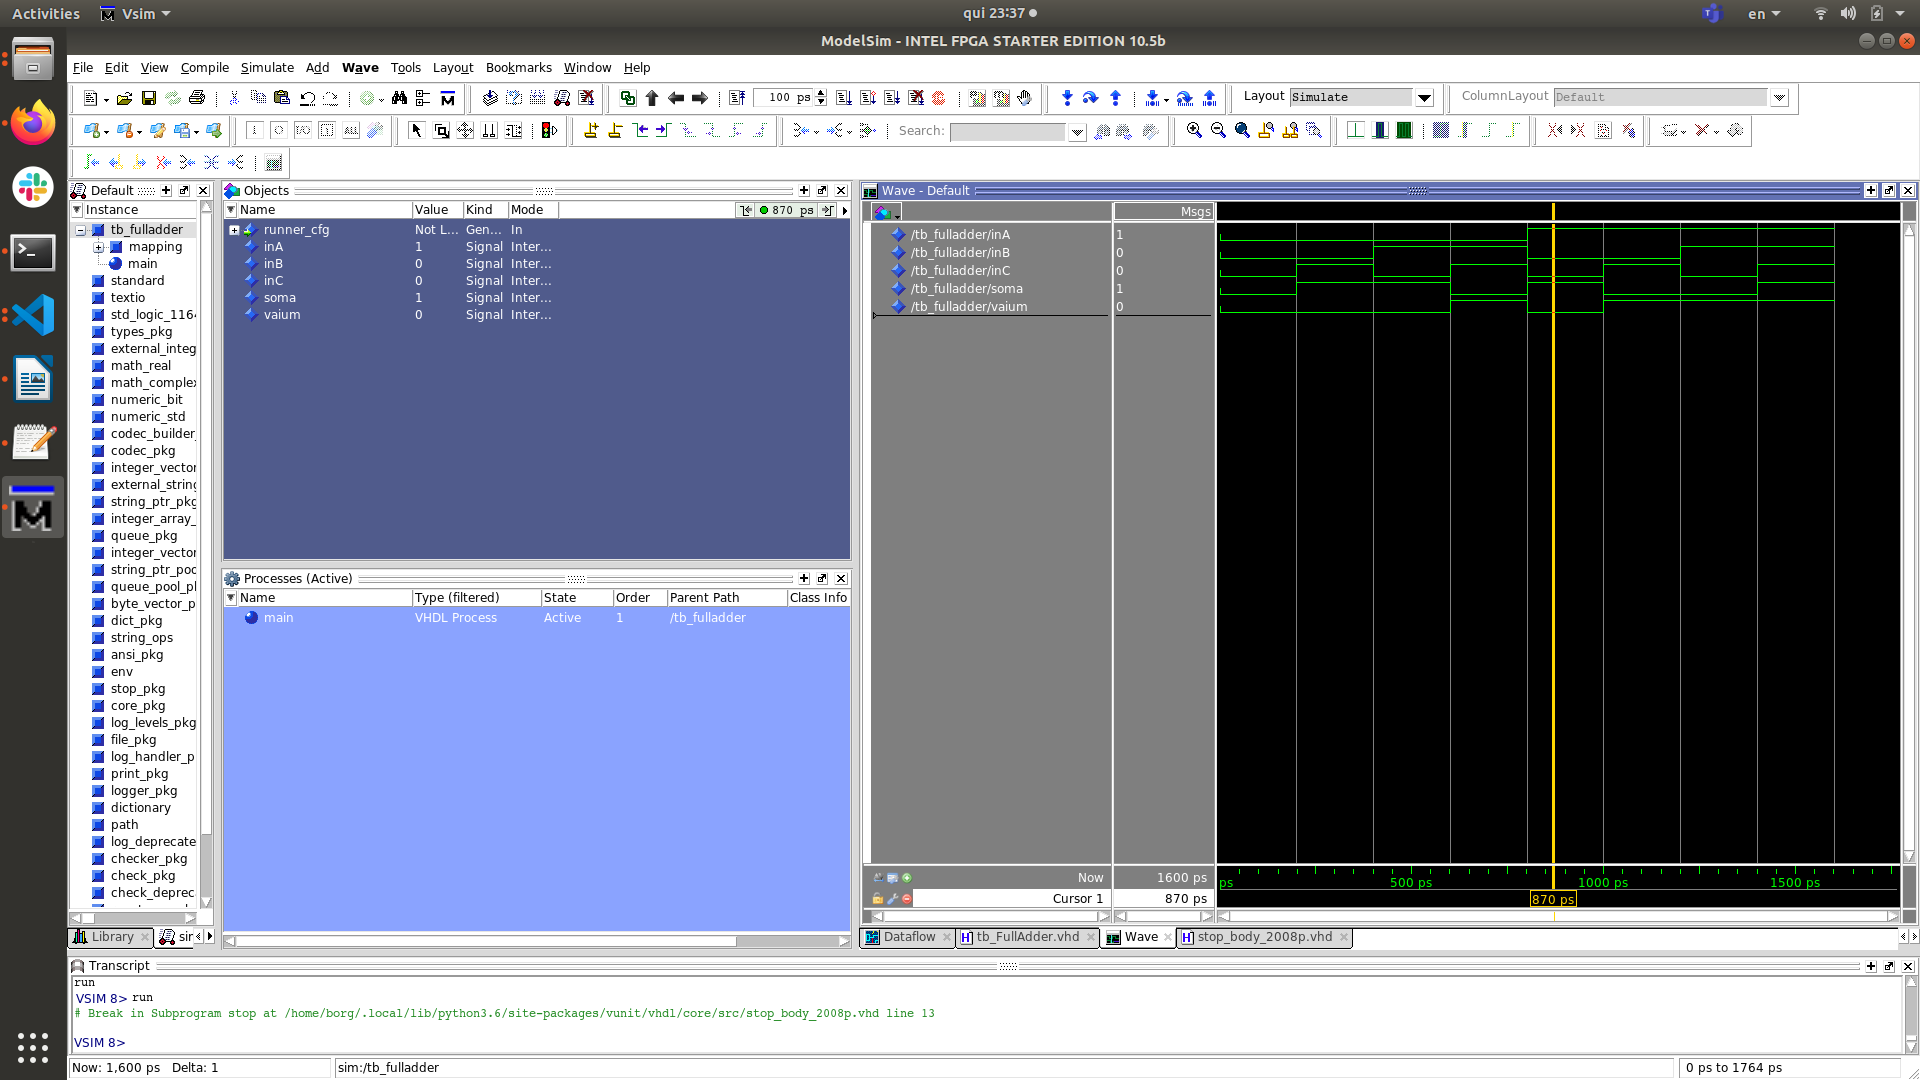 Activities
Vsim
qui 23:37
en
ModelSim - INTEL FPGA STARTER EDITION 10.5b
File Edit View Compile Simulate Add Wave Tools Layout Bookmarks Window Help
100 ps
Layout Simulate
ColumnLayout Default
Search:
Default
Instance
tb_fulladder
mapping
main
standard
textio
std_logic_116
types_pkg
external_integ
math_real
math_complex
numeric_bit
numeric_std
codec_builder_
codec_pkg
integer_vector
external_string
string_ptr_pkg
integer_array_
queue_pkg
integer_vector
string_ptr_poo
queue_pool_p
byte_vector_p
dict_pkg
string_ops
ansi_pkg
env
stop_pkg
core_pkg
log_levels_pkg
file_pkg
log_handler_p
print_pkg
logger_pkg
dictionary
path
log_deprecate
checker_pkg
check_pkg
check_deprec
Library
sim
Objects
Name Value Kind Mode
870 ps
runner_cfg Not L... Gen... In
inA 1 Signal Inter...
inB 0 Signal Inter...
inC 0 Signal Inter...
soma 1 Signal Inter...
vaium 0 Signal Inter...
Processes (Active)
Name Type (filtered) State Order Parent Path Class Info
main VHDL Process Active 1 /tb_fulladder
Wave - Default
Msgs
/tb_fulladder/inA 1
/tb_fulladder/inB 0
/tb_fulladder/inC 0
/tb_fulladder/soma 1
/tb_fulladder/vaium 0
Now 1600 ps
ps 500 ps 1000 ps 1500 ps
Cursor 1 870 ps
870 ps
Dataflow
tb_FullAdder.vhd
Wave
stop_body_2008p.vhd
Transcript
run
VSIM 8> run
# Break in Subprogram stop at /home/borg/.local/lib/python3.6/site-packages/vunit/vhdl/core/src/stop_body_2008p.vhd line 13
VSIM 8>
Now: 1,600 ps Delta: 1
sim:/tb_fulladder
0 ps to 1764 ps